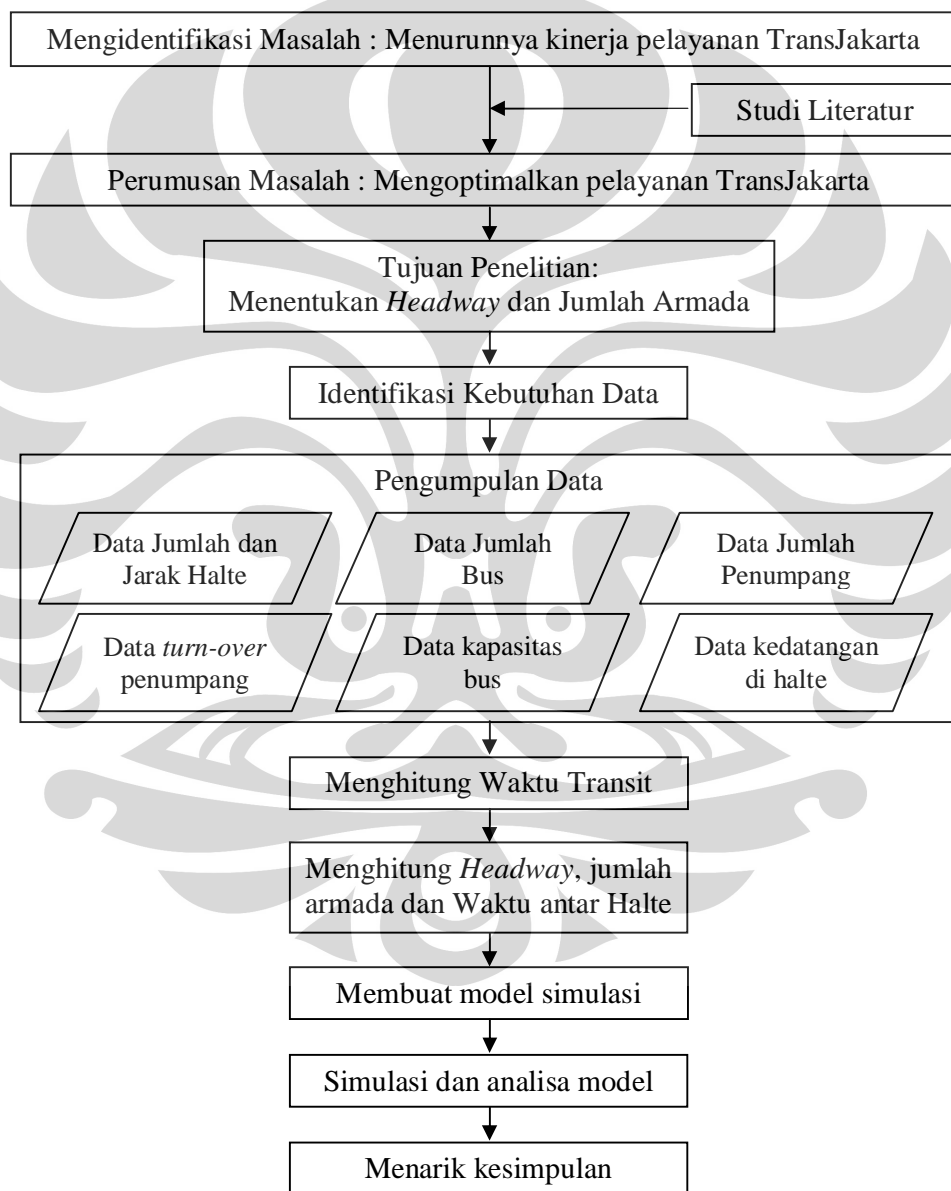 Mengidentifikasi Masalah : Menurunnya kinerja pelayanan TransJakarta
Studi Literatur
Perumusan Masalah : Mengoptimalkan pelayanan TransJakarta
Tujuan Penelitian:
Menentukan Headway dan Jumlah Armada
Identifikasi Kebutuhan Data
Pengumpulan Data
Data Jumlah dan
Jarak Halte
Data Jumlah
Bus
Data Jumlah
Penumpang
Data turn-over
penumpang
Data kapasitas
bus
Data kedatangan
di halte
Menghitung Waktu Transit
Menghitung Headway, jumlah
armada dan Waktu antar Halte
Membuat model simulasi
Simulasi dan analisa model
Menarik kesimpulan